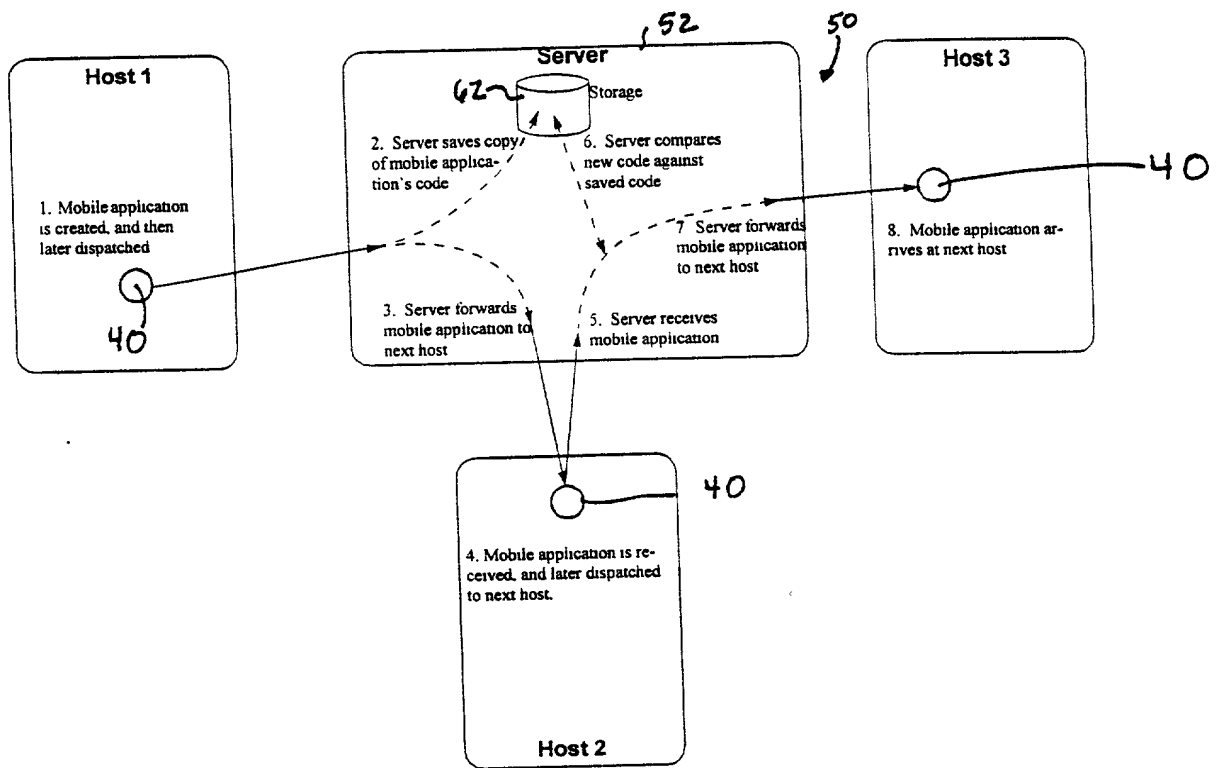 52
50
Host 1
Server
Host 3
62
Storage
2. Server saves copy
of mobile applica-
tion's code
6. Server compares
new code against
saved code
40
1. Mobile application
is created, and then
later dispatched
7 Server forwards
mobile application
to next host
8. Mobile application ar-
rives at next host
40
3. Server forwards
mobile application to
next host
5. Server receives
mobile application
40
4. Mobile application is re-
ceived, and later dispatched
to next host.
Host 2